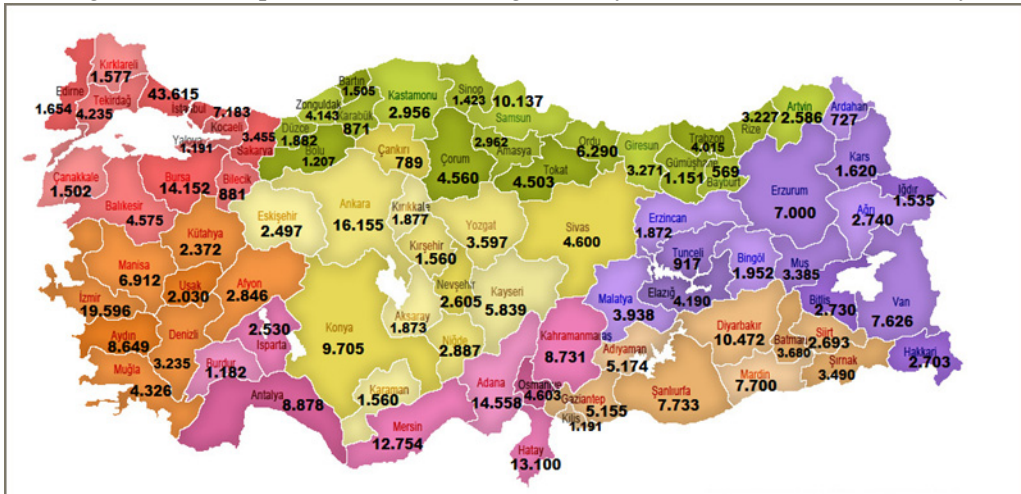 Kırklareli
1.577
Edirne
1.654
Tekirdağ
4.235
43.615
İstanbul
7.183
Kocaeli
Yalova
1.191
3.455
Sakarya
Çanakkale
1.502
Balıkesir
4.575
Bursa
14.152
Bilecik
881
Düzce
1.882
Bolu
1.207
Zonguldak
4.143
Bartın
1.505
Karabük
871
Kastamonu
2.956
Çankırı
789
Sinop
1.423
10.137
Samsun
Çorum
4.560
2.962
Amasya
Tokat
4.503
Ordu
6.290
Giresun
3.271
Gümüşhane
1.151
Trabzon
4.015
569
Bayburt
3.227
Rize
Artvin
2.586
Ardahan
727
Kars
1.620
Iğdır
1.535
Ağrı
2.740
Erzurum
7.000
Erzincan
1.872
Tunceli
917
Bingöl
1.952
Muş
3.385
Bitlis
2.730
Van
7.626
Hakkari
2.703
Elazığ
4.190
Malatya
3.938
Sivas
4.600
Yozgat
3.597
Kırıkkale
1.877
Kırşehir
1.560
Ankara
16.155
Eskişehir
2.497
Kütahya
2.372
Manisa
6.912
Uşak
2.030
Afyon
2.846
İzmir
19.596
Aydın
8.649
Denizli
3.235
Muğla
4.326
Burdur
1.182
2.530
Isparta
Antalya
8.878
Konya
9.705
Karaman
1.560
Aksaray
1.873
Nevşehir
2.605
Kayseri
5.839
Niğde
2.887
Mersin
12.754
Adana
14.558
Osmaniye
4.603
Hatay
13.100
Kahramanmaraş
8.731
Gaziantep
5.155
Kilis
1.191
Adıyaman
5.174
Şanlıurfa
7.733
Diyarbakır
10.472
Mardin
7.700
Batman
3.680
Siirt
2.693
Şırnak
3.490